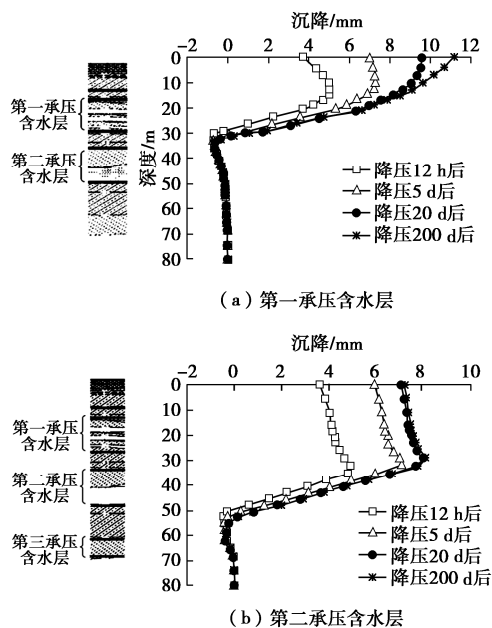 沉降/mm
-2 0 2 4 6 8 10 12
0
10
20
30
40
50
60
70
80
深度/m
第一承压
含水层
第二承压
含水层
降压12 h后
降压5 d后
降压20 d后
降压200 d后
(a)第一承压含水层
沉降/mm
-2 0 2 4 6 8 10
0
10
20
30
40
50
60
70
80
深度/m
第一承压
含水层
第二承压
含水层
第三承压
含水层
降压12 h后
降压5 d后
降压20 d后
降压200 d后
(b)第二承压含水层